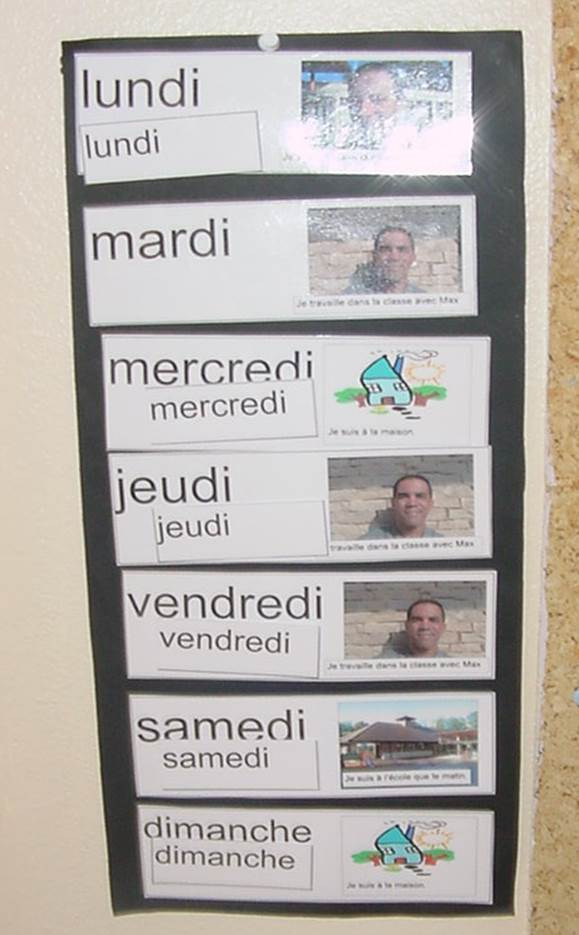 lundi
lundi
mardi
Je travaille dans la classe avec Max
mercredi
mercredi
Je suis à la maison.
jeudi
jeudi
travaille dans la classe avec Max
vendredi
vendredi
Je travaille dans la classe avec Max
samedi
samedi
Je suis à l'école que le matin.
dimanche
dimanche
Je suis à la maison.